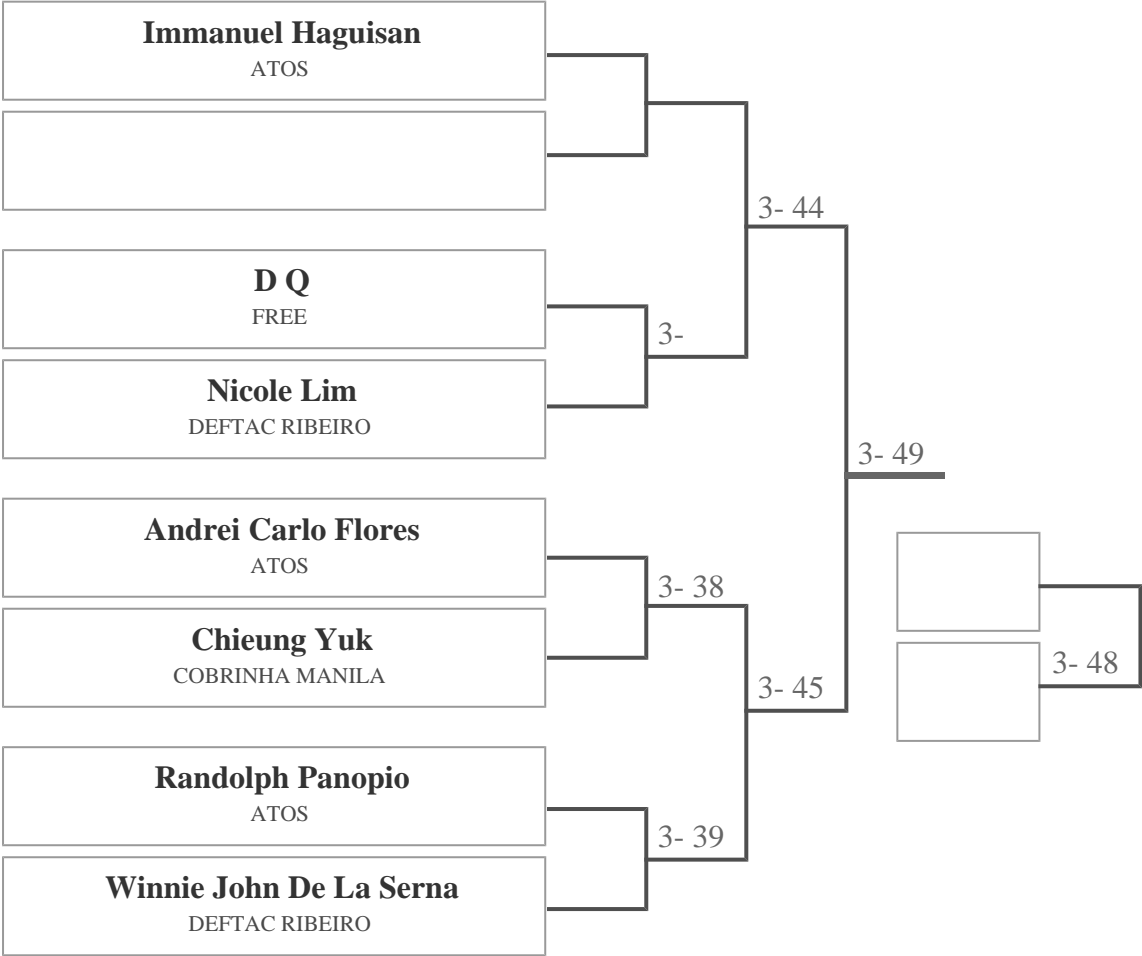 Immanuel Haguisan
ATOS
3- 44
D Q
FREE
3-
Nicole Lim
DEFTAC RIBEIRO
3- 49
Andrei Carlo Flores
ATOS
3- 38
Chieung Yuk
COBRINHA MANILA
3- 48
3- 45
Randolph Panopio
ATOS
3- 39
Winnie John De La Serna
DEFTAC RIBEIRO